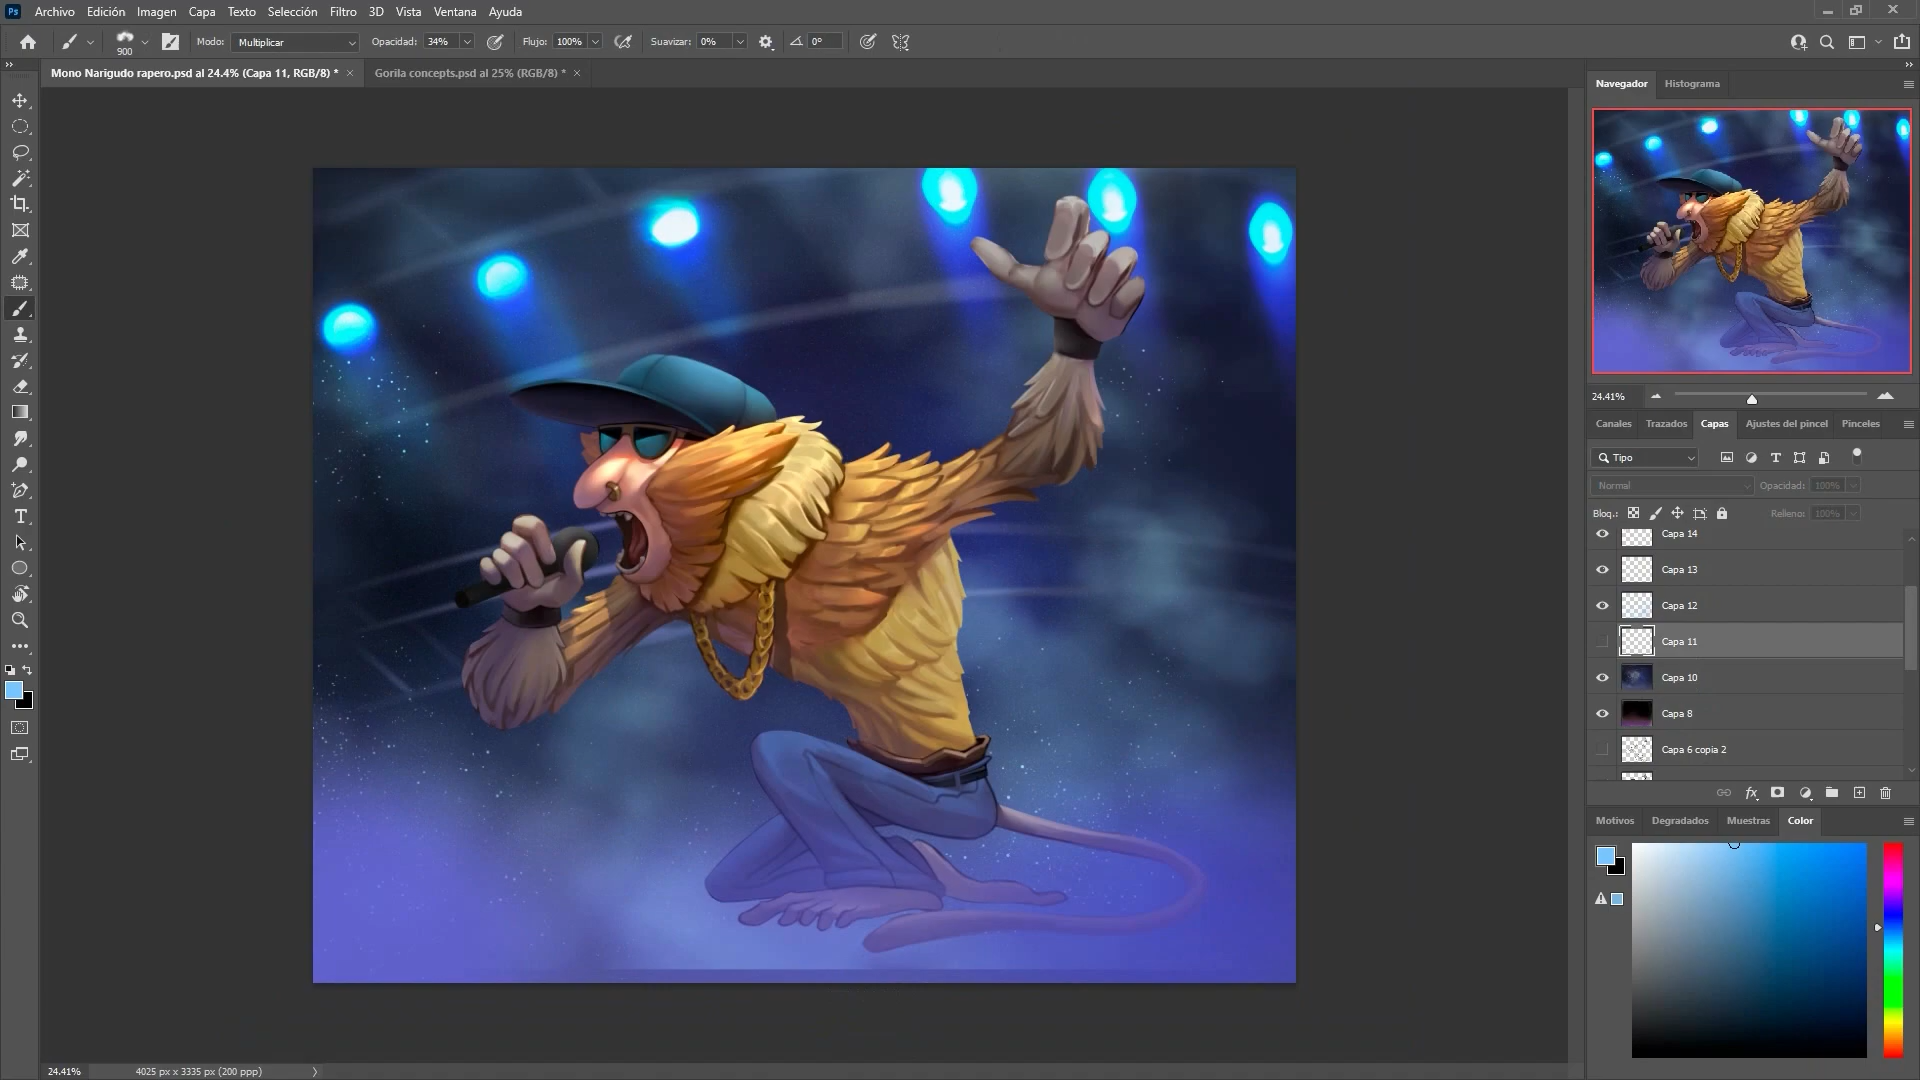 Ps Archivo Edición Imagen Capa Texto Selección Filtro 3D Vista Ventana Ayuda
900 Modo: Multiplicar Opacidad: 34% Flujo: 100% Suavizar: 0% 0°
Mono Narigudo rapero.psd al 24.4% (Capa 11, RGB/8) * Gorila concepts.psd al 25% (RGB/8) *
Navegador Histograma
24.41%
Canales Trazados Capas Ajustes del pincel Pinceles
Tipo
Normal Opacidad: 100%
Bloq.: Relleno: 100%
Capa 14
Capa 13
Capa 12
Capa 11
Capa 10
Capa 8
Capa 6 copia 2
fx
Motivos Degradados Muestras Color
24.41% 4025 px x 3335 px (200 ppp)